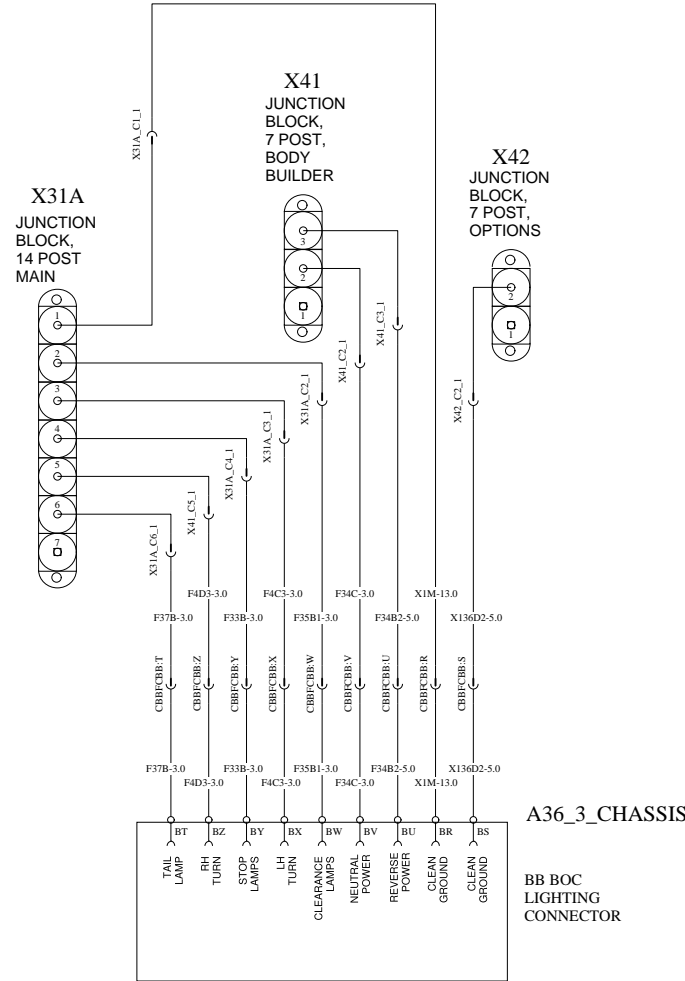 X41
JUNCTION
BLOCK,
7 POST,
BODY
BUILDER
X31A_C1_1
X42
JUNCTION
BLOCK,
7 POST,
OPTIONS
X31A
JUNCTION
BLOCK,
14 POST
MAIN
3
2
1
2
1
1
2
3
4
5
6
7
X41_C3_1
X41_C2_1
X31A_C2_1
X42_C2_1
X31A_C3_1
X31A_C4_1
X41_C5_1
X31A_C6_1
F4D3-3.0
F4C3-3.0
F34C-3.0
X1M-13.0
F37B-3.0
F33B-3.0
F35B1-3.0
F34B2-5.0
X136D2-5.0
CBBFCBB:T
CBBFCBB:Z
CBBFCBB:Y
CBBFCBB:X
CBBFCBB:W
CBBFCBB:V
CBBFCBB:U
CBBFCBB:R
CBBFCBB:S
F37B-3.0
F33B-3.0
F35B1-3.0
F34B2-5.0
X136D2-5.0
F4D3-3.0
F4C3-3.0
F34C-3.0
X1M-13.0
A36_3_CHASSIS
BT
BZ
BY
BX
BW
BV
BU
BR
BS
TAIL
LAMP
RH
TURN
STOP
LAMPS
LH
TURN
CLEARANCE
LAMPS
NEUTRAL
POWER
REVERSE
POWER
CLEAN
GROUND
CLEAN
GROUND
BB BOC
LIGHTING
CONNECTOR